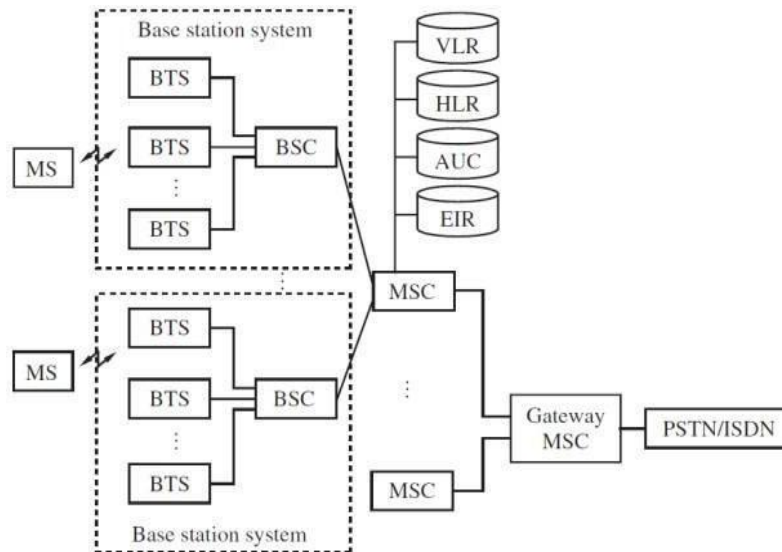 Base station system
BTS
BTS
BTS
BSC
MS
VLR
HLR
AUC
EIR
MSC
BTS
BTS
BTS
BSC
MS
Base station system
MSC
Gateway
MSC
PSTN/ISDN